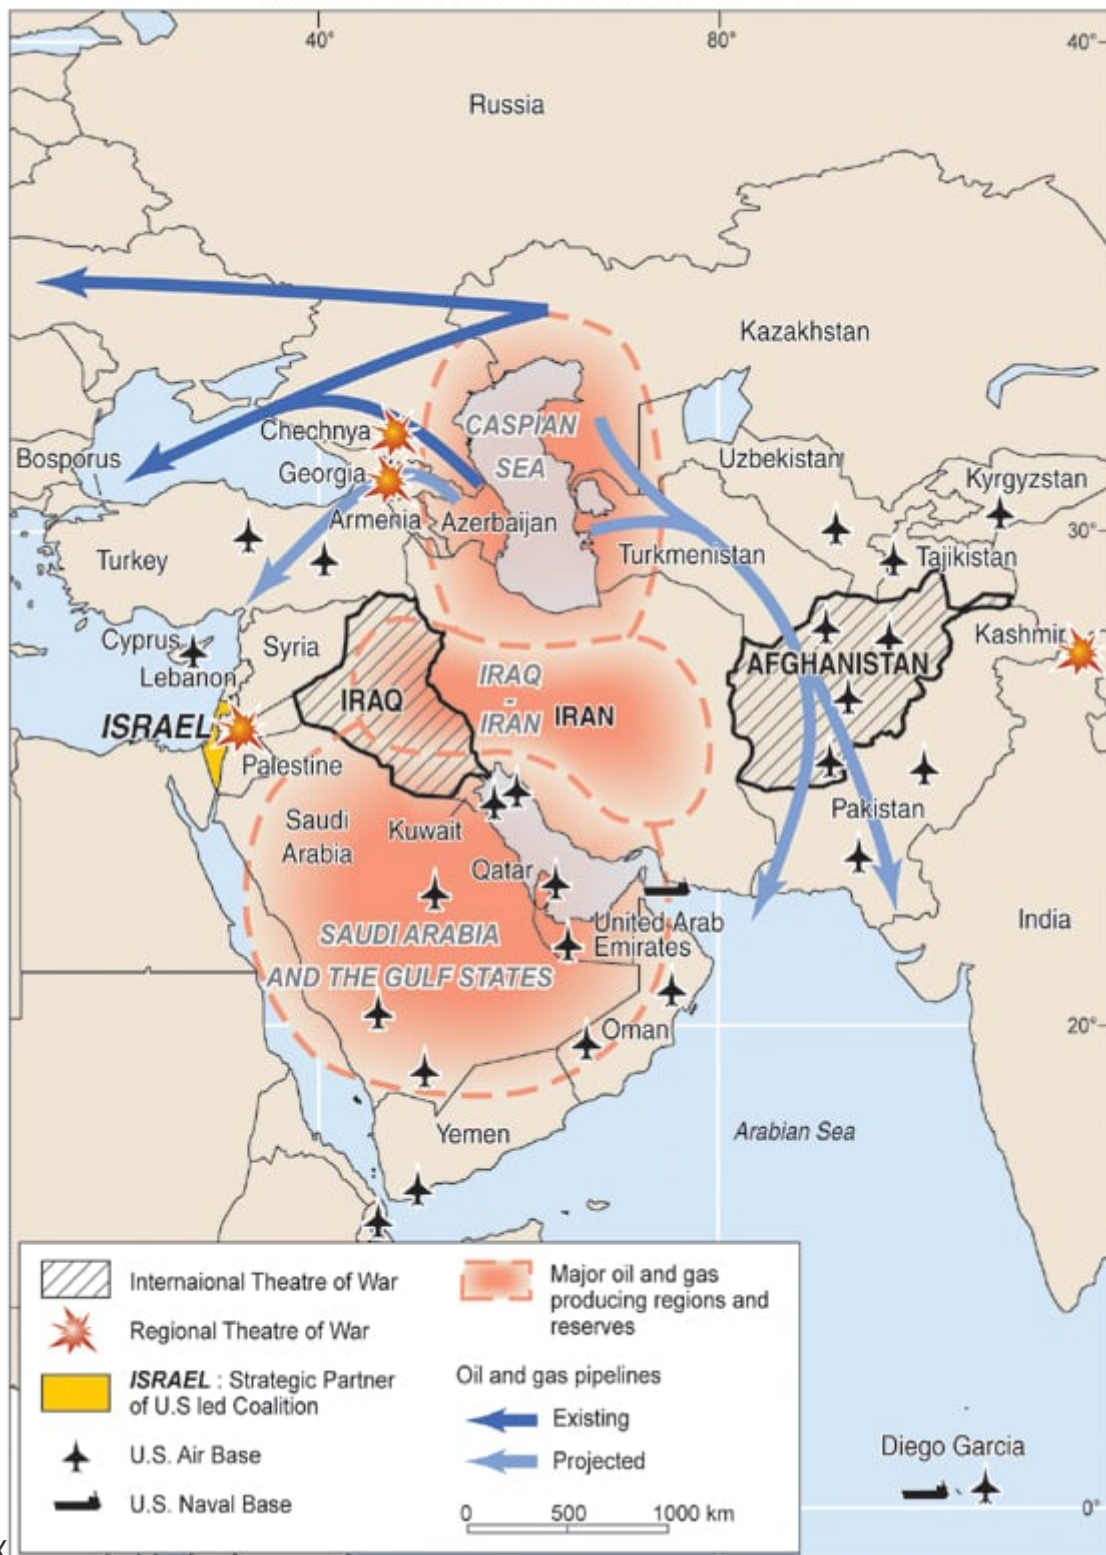 40°
80°
40°
Russia
Kazakhstan
CASPIAN
SEA
Chechnya
Bosporus
Georgia
Uzbekistan
Kyrgyzstan
Armenia
Azerbaijan
30°
Turkey
Turkmenistan
Tajikistan
Cyprus
Syria
Kashmir
Lebanon
AFGHANISTAN
IRAQ
IRAQ
-
IRAN
IRAN
ISRAEL
Palestine
Saudi
Arabia
Kuwait
Pakistan
Qatar
United Arab
Emirates
India
SAUDI ARABIA
AND THE GULF STATES
20°
Oman
Yemen
Arabian Sea
Internaional Theatre of War
Regional Theatre of War
ISRAEL : Strategic Partner
of U.S led Coalition
U.S. Air Base
U.S. Naval Base
Major oil and gas
producing regions and
reserves
Oil and gas pipelines
Existing
Projected
0 500 1000 km
Diego Garcia
0°